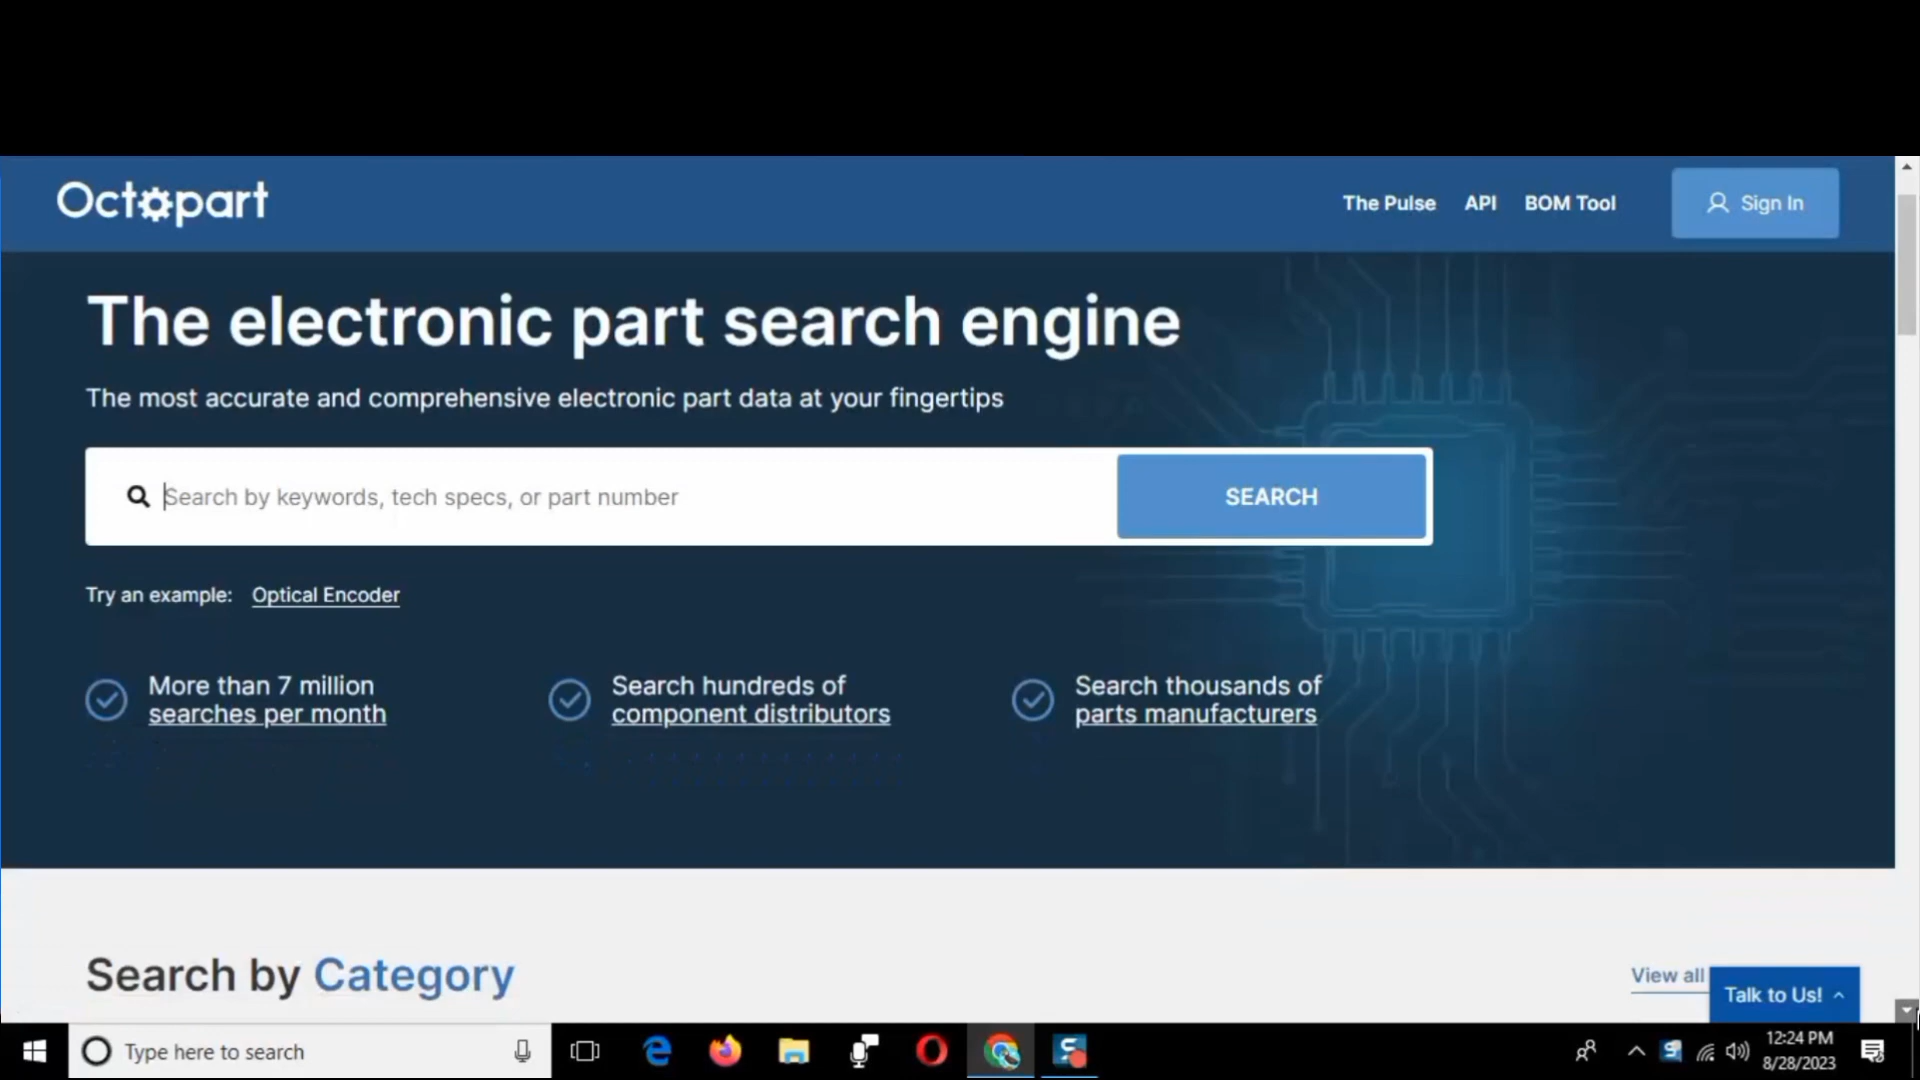 Octopart
The Pulse API BOM Tool Sign In
The electronic part search engine
The most accurate and comprehensive electronic part data at your fingertips
Search by keywords, tech specs, or part number SEARCH
Try an example: Optical Encoder
More than 7 million
searches per month
Search hundreds of
component distributors
Search thousands of
parts manufacturers
Search by Category
View all
Talk to Us!
Type here to search
12:24 PM
8/28/2023